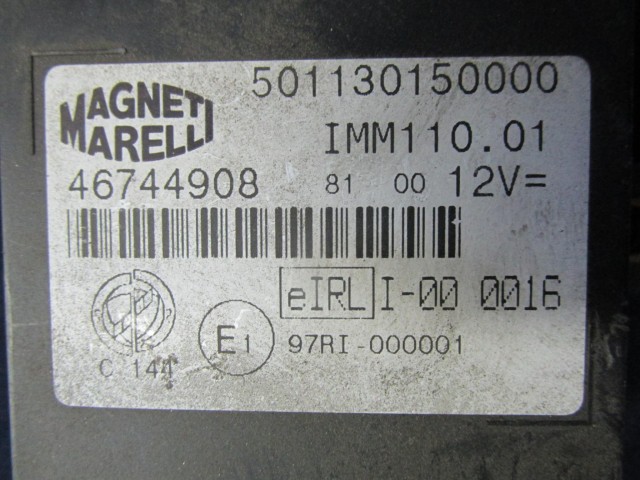 MAGNETI MARELLI
501130150000
IMM110.01
46744908 81 00 12V=
eIRL I-00 0016
E1 97RI-000001
C 144